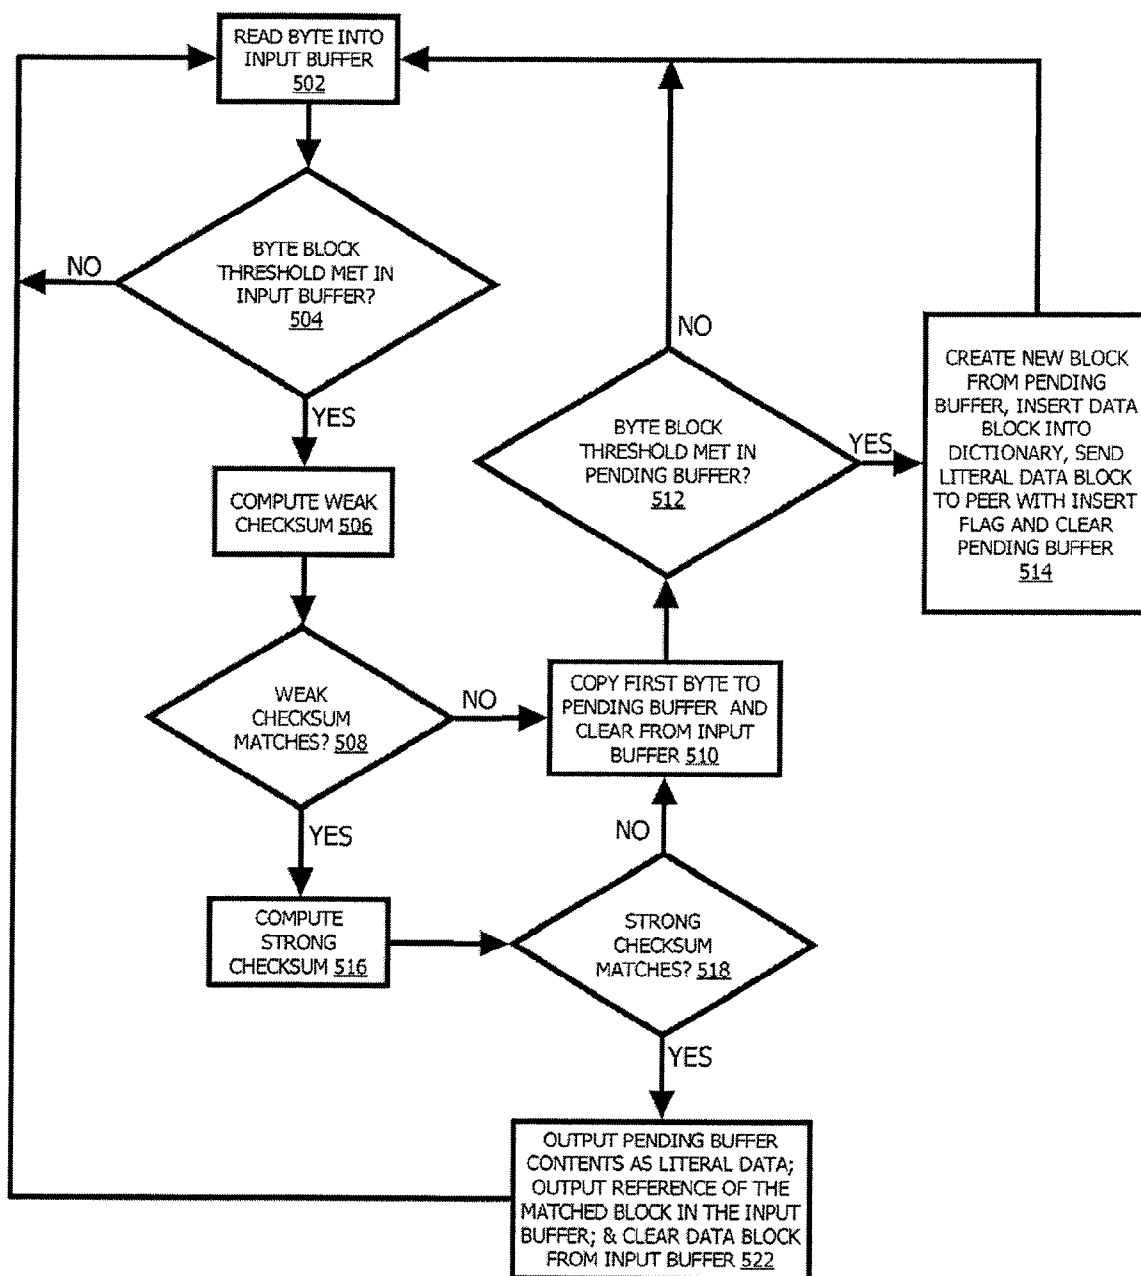 READ BYTE INTO
INPUT BUFFER
502
BYTE BLOCK
THRESHOLD MET IN
INPUT BUFFER?
504
NO
YES
COMPUTE WEAK
CHECKSUM 506
WEAK
CHECKSUM
MATCHES? 508
NO
YES
COMPUTE
STRONG
CHECKSUM 516
STRONG
CHECKSUM
MATCHES? 518
NO
YES
COPY FIRST BYTE TO
PENDING BUFFER AND
CLEAR FROM INPUT
BUFFER 510
BYTE BLOCK
THRESHOLD MET IN
PENDING BUFFER?
512
NO
YES
CREATE NEW BLOCK
FROM PENDING
BUFFER, INSERT DATA
BLOCK INTO
DICTIONARY, SEND
LITERAL DATA BLOCK
TO PEER WITH INSERT
FLAG AND CLEAR
PENDING BUFFER
514
OUTPUT PENDING BUFFER
CONTENTS AS LITERAL DATA;
OUTPUT REFERENCE OF THE
MATCHED BLOCK IN THE INPUT
BUFFER; & CLEAR DATA BLOCK
FROM INPUT BUFFER 522